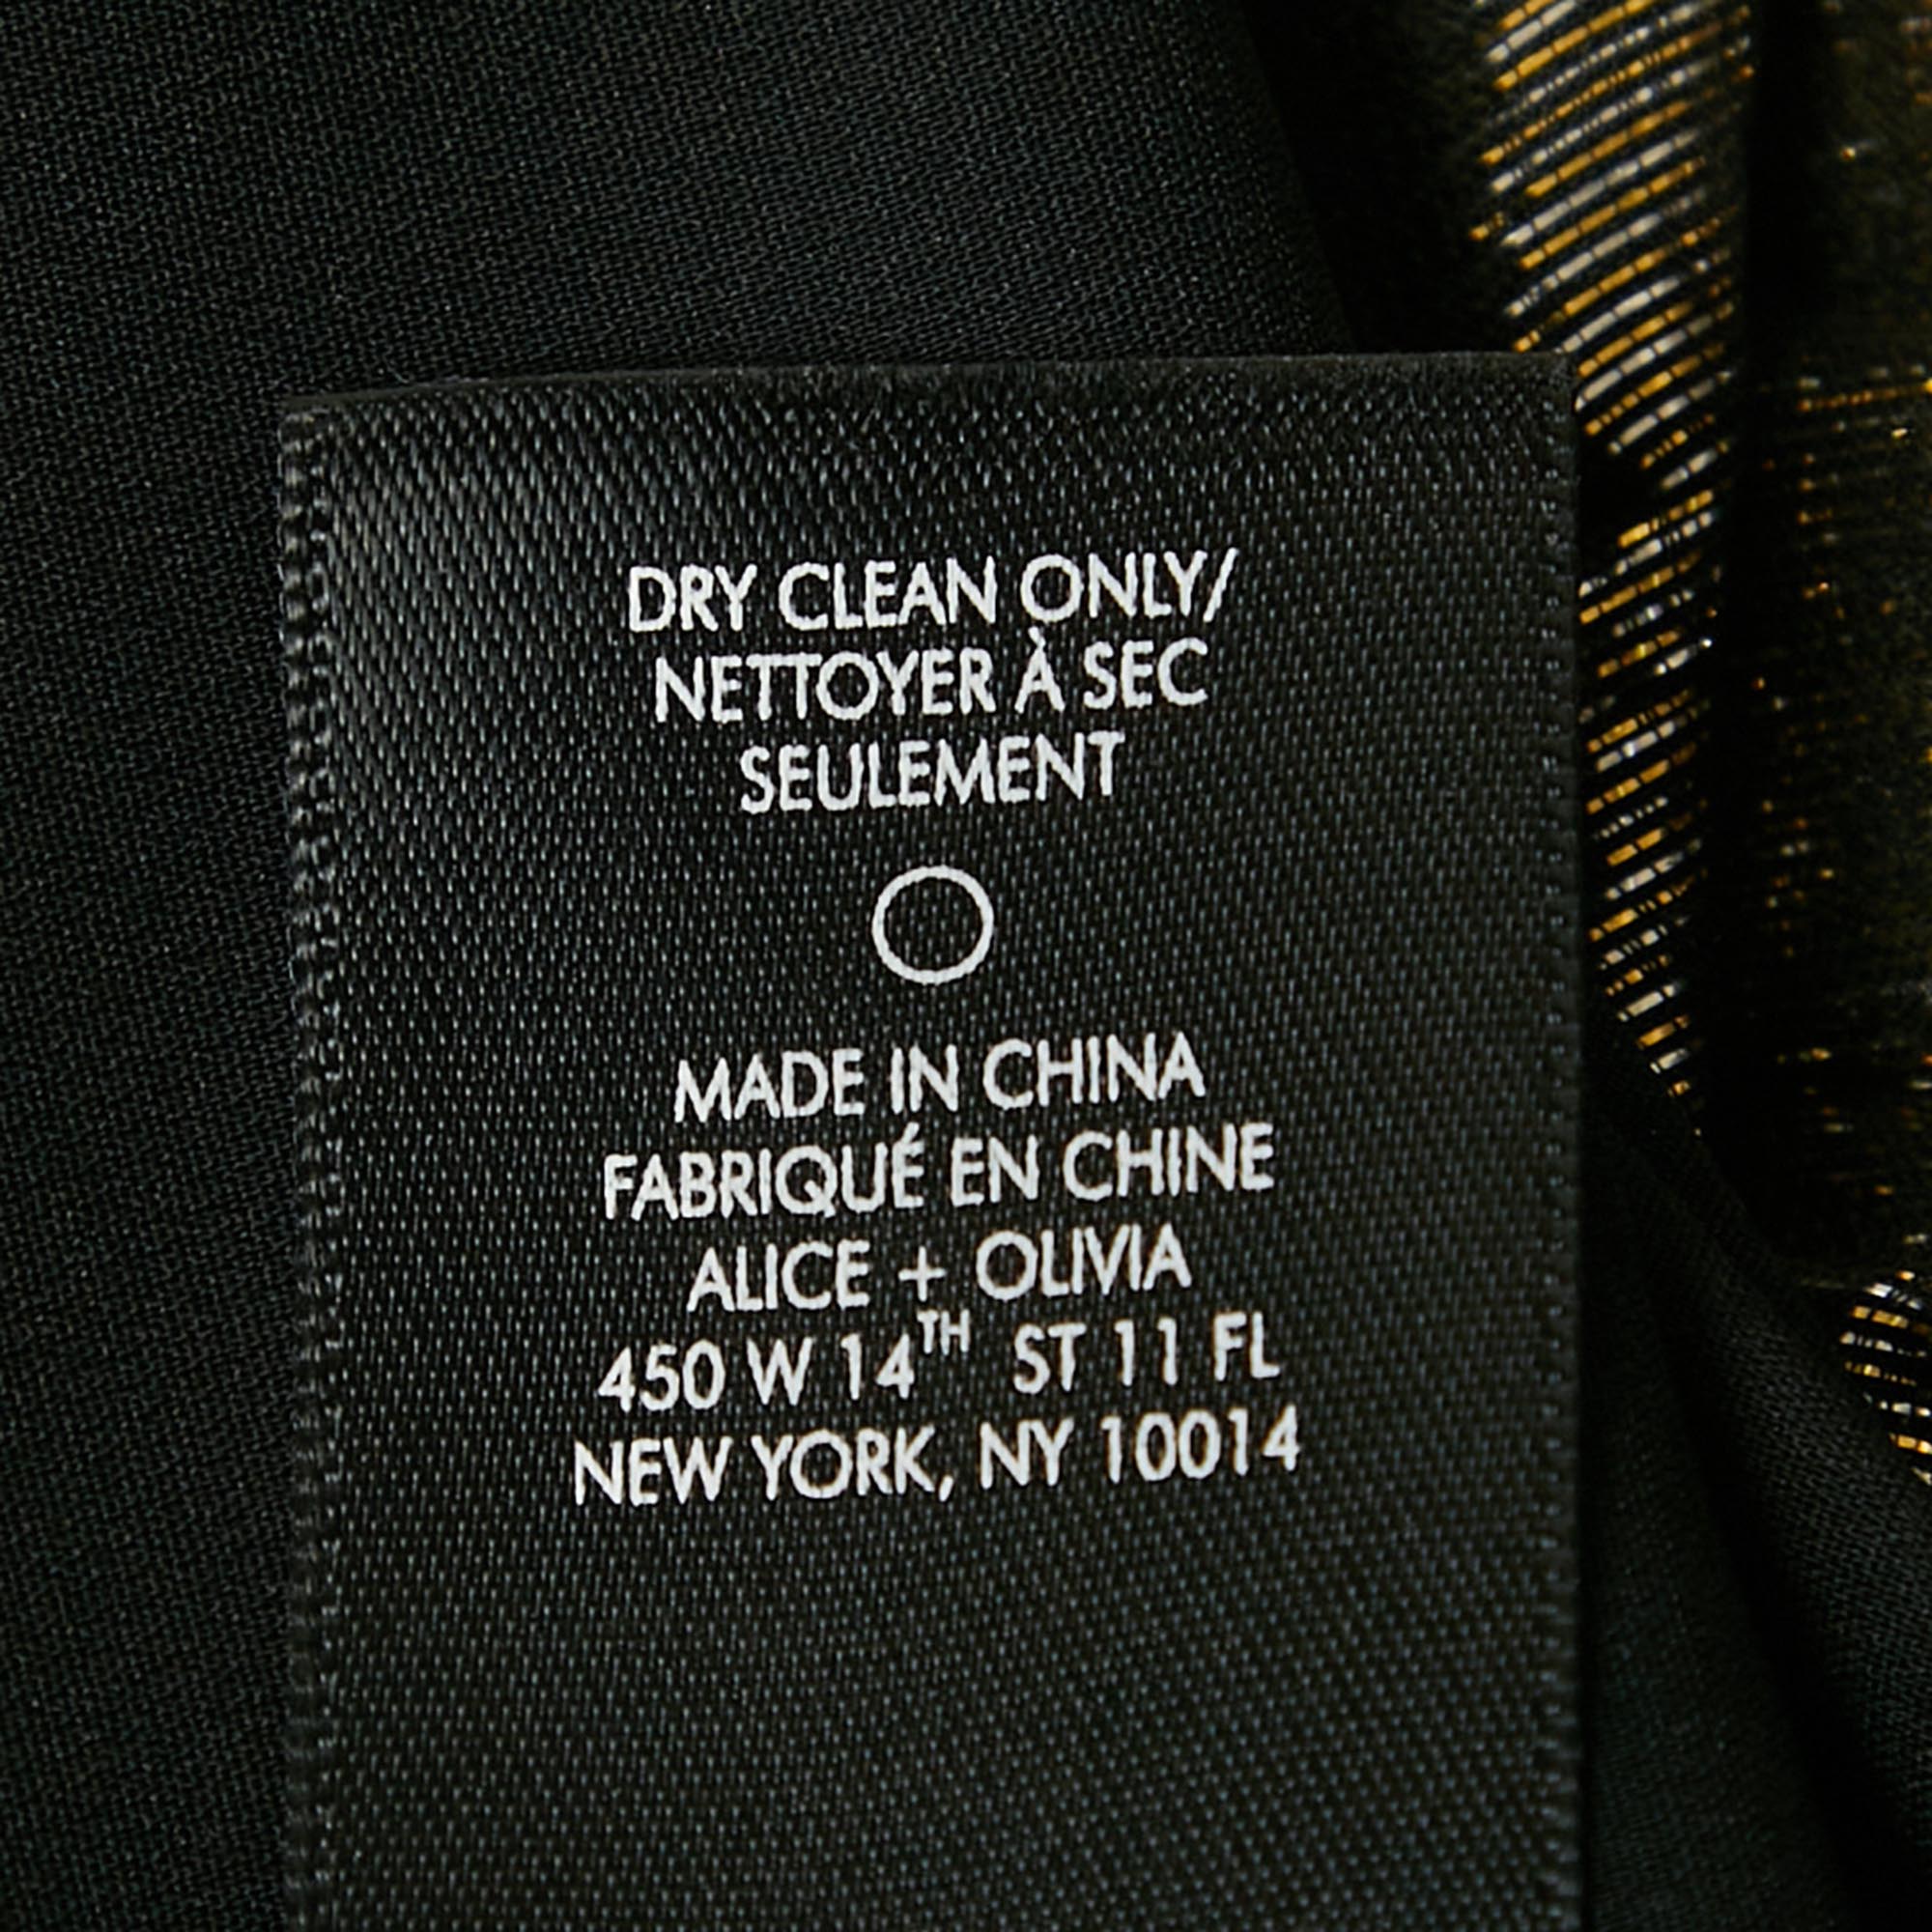 DRY CLEAN ONLY/
NETTOYER À SEC
SEULEMENT
MADE IN CHINA
FABRIQUÉ EN CHINE
ALICE + OLIVIA
450 W 14TH ST 11 FL
NEW YORK, NY 10014